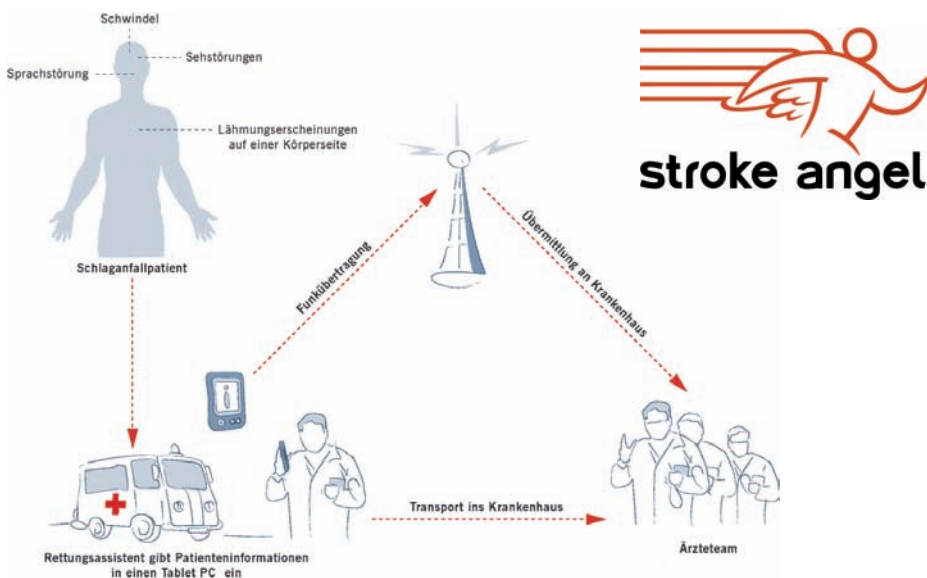 Schwindel
Sehstörungen
Sprachstörung
Lähmungserscheinungen
auf einer Körperseite
Schlaganfallpatient
stroke angel
Funkübertragung
Übermittlung an Krankenhaus
Transport ins Krankenhaus
Rettungsassistent gibt Patienteninformationen
in einen Tablet PC ein
Ärzteteam